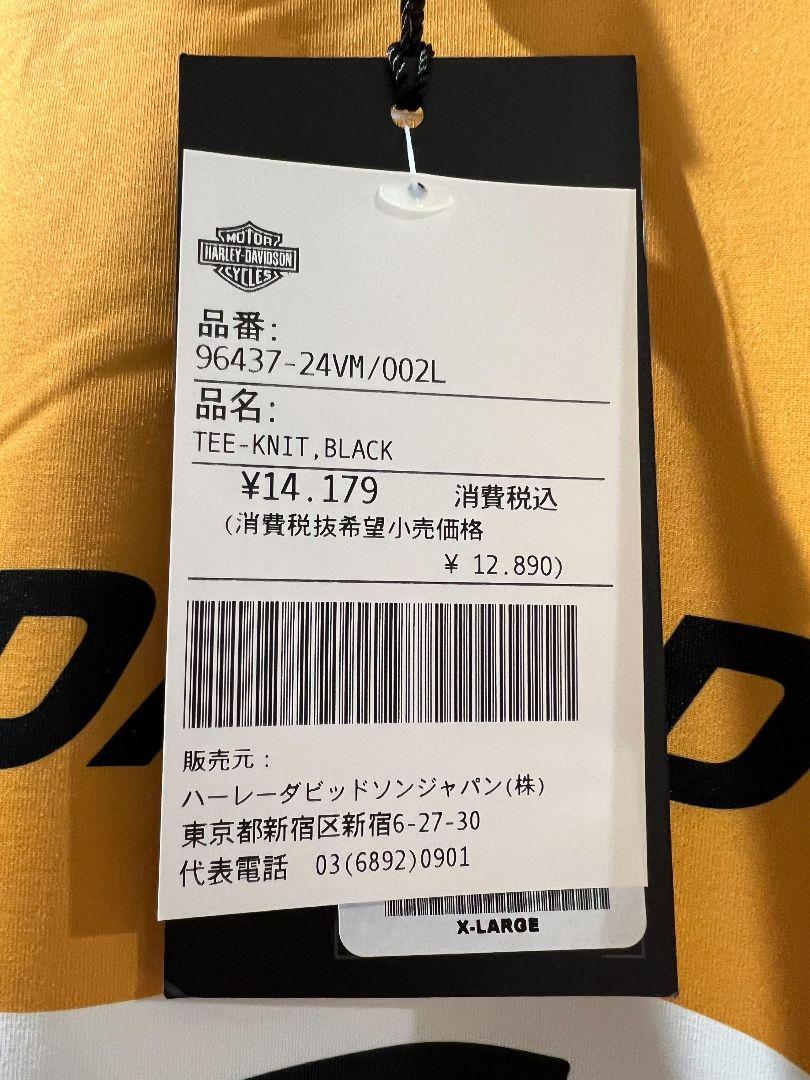 MOTOR
HARLEY-DAVIDSON
CYCLES
品番:
96437-24VM/002L
品名:
TEE-KNIT,BLACK
¥14.179 消費税込
(消費税抜希望小売価格
¥ 12.890)
販売元:
ハーレーダビッドソンジャパン(株)
東京都新宿区新宿6-27-30
代表電話 03(6892)0901
X-LARGE